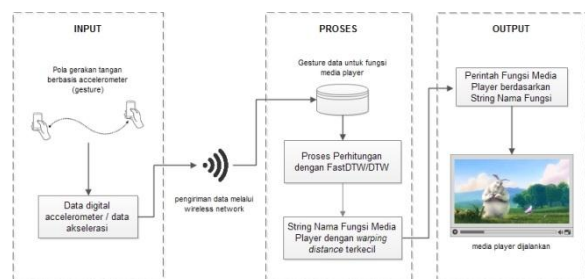 INPUT
Pola gerakan tangan
berbasis accelerometer
(gesture)
Data digital
accelerometer / data
akselerasi
pengiriman data melalui
wireless network
PROSES
Gesture data untuk fungsi
media player
Proses Perhitungan
dengan FastDTW/DTW
String Nama Fungsi Media
Player dengan warping
distance terkecil
OUTPUT
Perintah Fungsi Media
Player berdasarkan
String Nama Fungsi
media player dijalankan